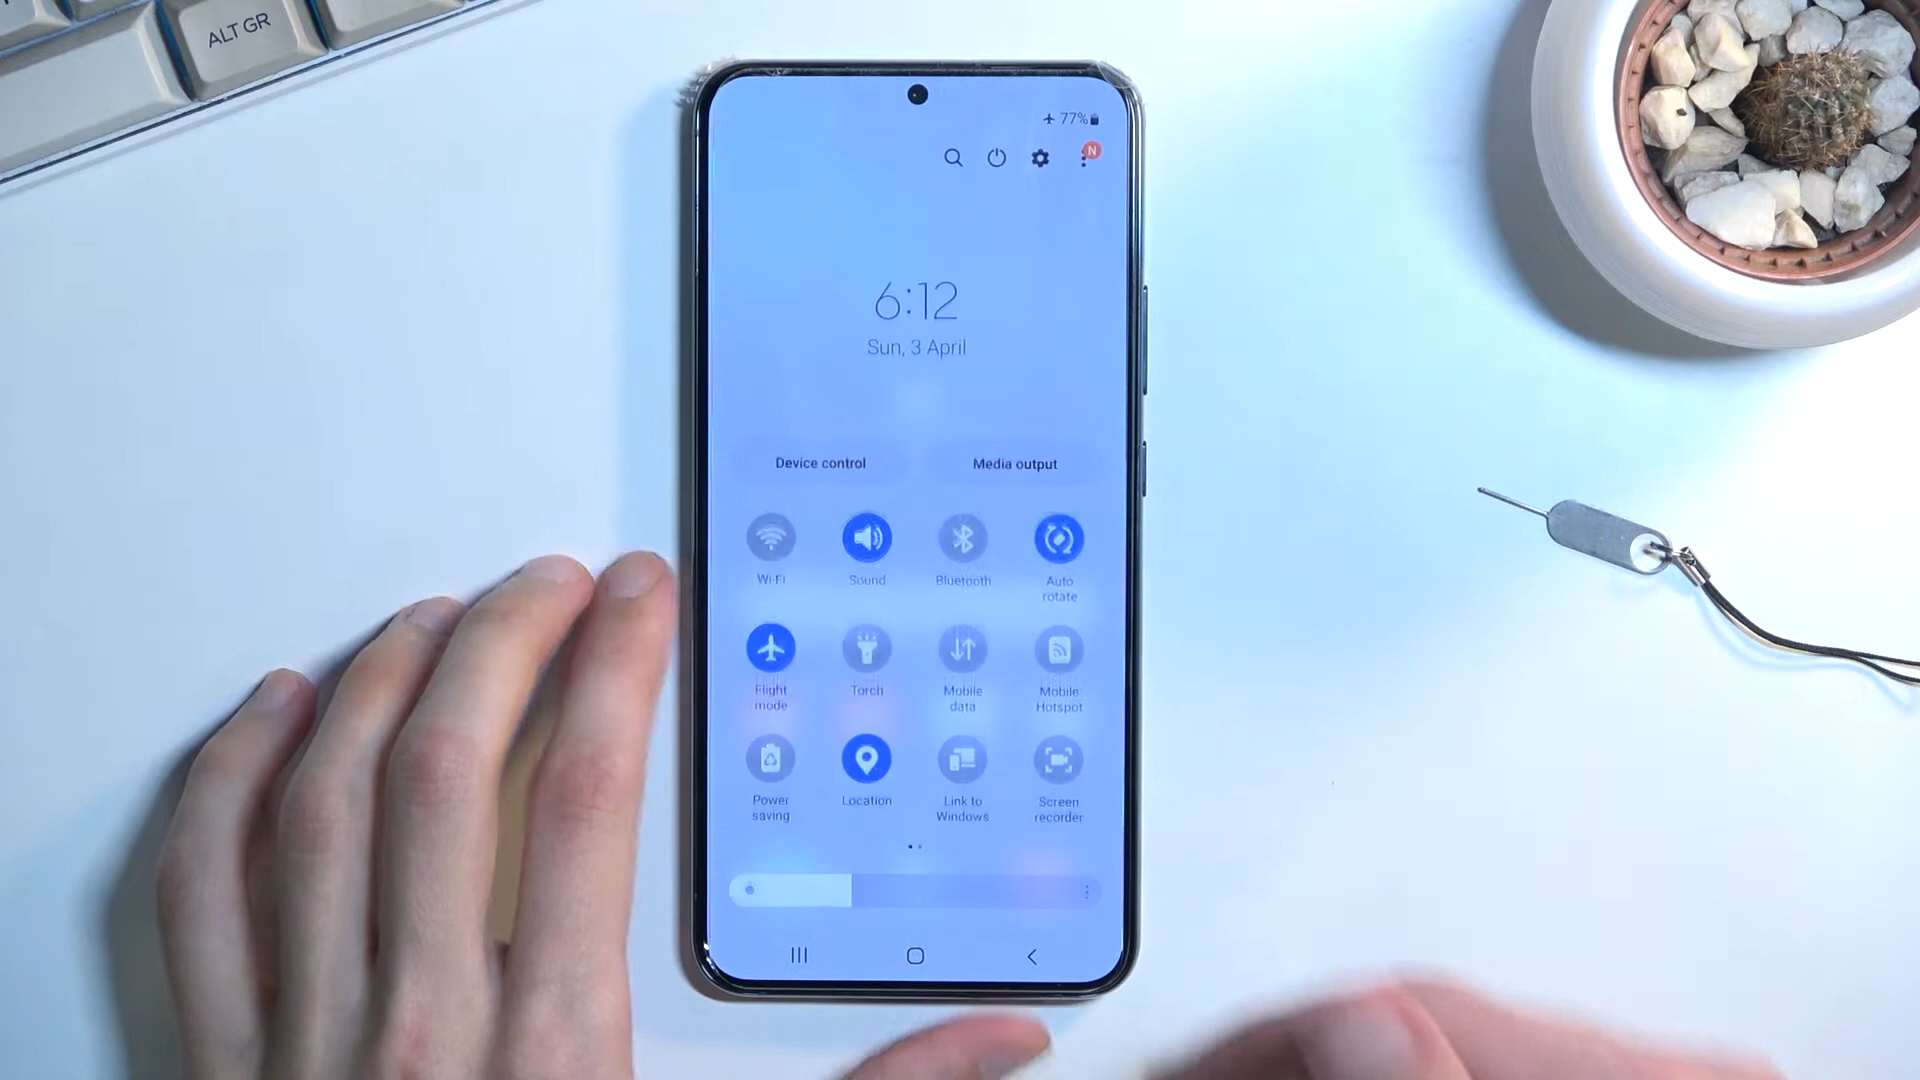 ALT GR
77%
N
6:12
Sun, 3 April
Device control
Media output
Wi-Fi
Sound
Bluetooth
Auto
rotate
Flight
mode
Torch
Mobile
data
Mobile
Hotspot
Power
saving
Location
Link to
Windows
Screen
recorder